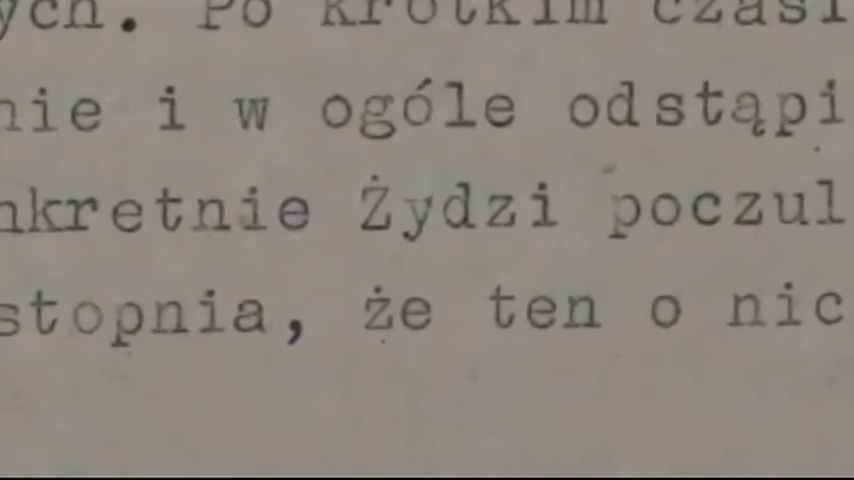 ych. Po krótkim czasi
nie i w ogóle odstąpi
nkretnie Żydzi poczul
stopnia, że ten o nic